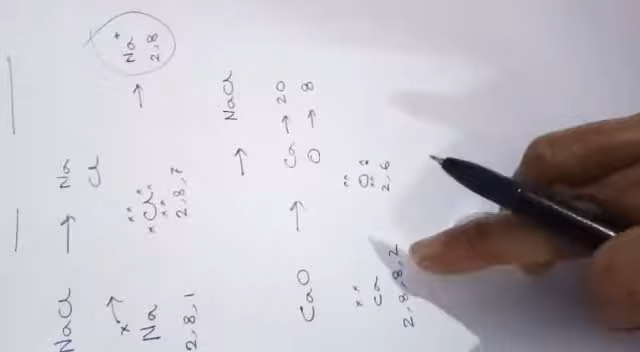 NaCl → Na
Cl
Na Cl → Na⁺
2,8,1 2,8,7 2,8
→ NaCl
CaO → Ca → 20
O → 8
Ca O
2,8,8,2 2,6